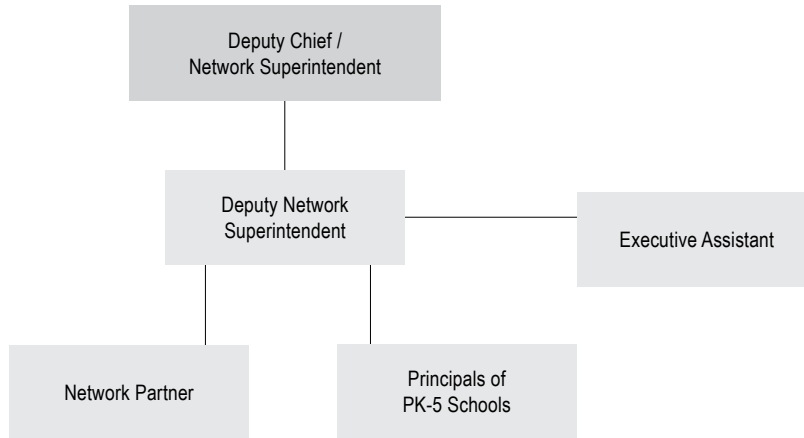 Deputy Chief /
Network Superintendent
Deputy Network
Superintendent
Executive Assistant
Network Partner
Principals of
PK-5 Schools